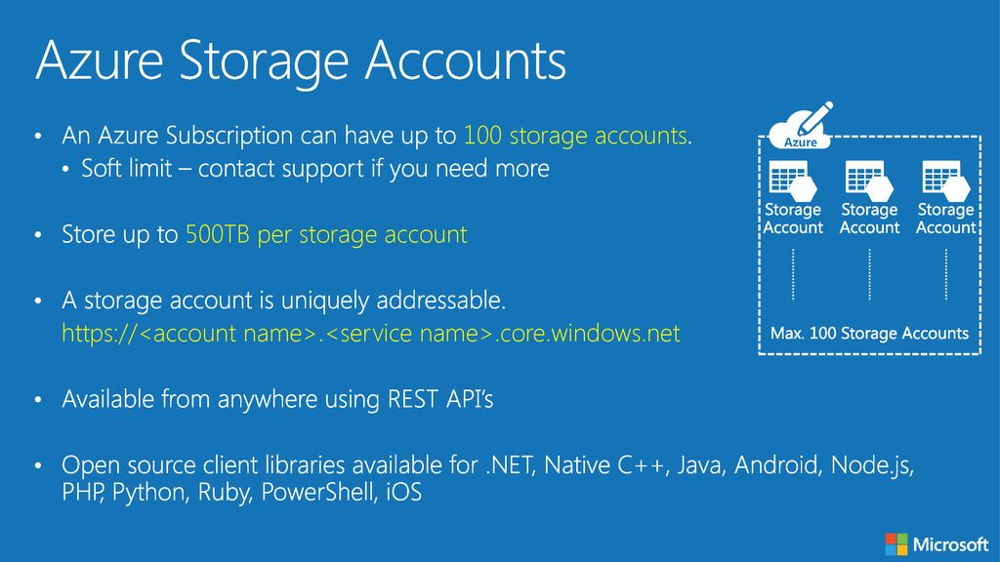 Azure Storage Accounts
• An Azure Subscription can have up to 100 storage accounts.
• Soft limit – contact support if you need more
• Store up to 500TB per storage account
• A storage account is uniquely addressable.
https://<account name>.<service name>.core.windows.net
• Available from anywhere using REST API’s
• Open source client libraries available for .NET, Native C++, Java, Android, Node.js,
PHP, Python, Ruby, PowerShell, iOS
Azure
Storage Storage Storage
Account Account Account
Max. 100 Storage Accounts
Microsoft